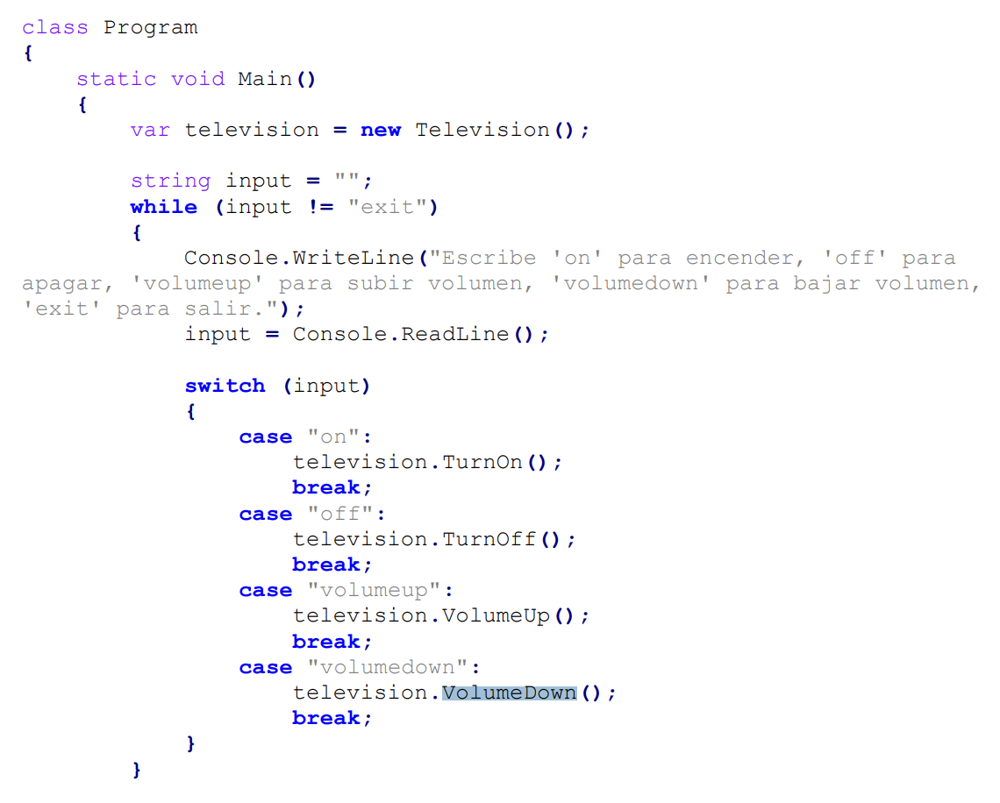 class Program
{
    static void Main()
    {
        var television = new Television();

        string input = "";
        while (input != "exit")
        {
            Console.WriteLine("Escribe 'on' para encender, 'off' para
apagar, 'volumeup' para subir volumen, 'volumedown' para bajar volumen,
'exit' para salir.");
            input = Console.ReadLine();

            switch (input)
            {
                case "on":
                    television.TurnOn();
                    break;
                case "off":
                    television.TurnOff();
                    break;
                case "volumeup":
                    television.VolumeUp();
                    break;
                case "volumedown":
                    television.VolumeDown();
                    break;
            }
        }